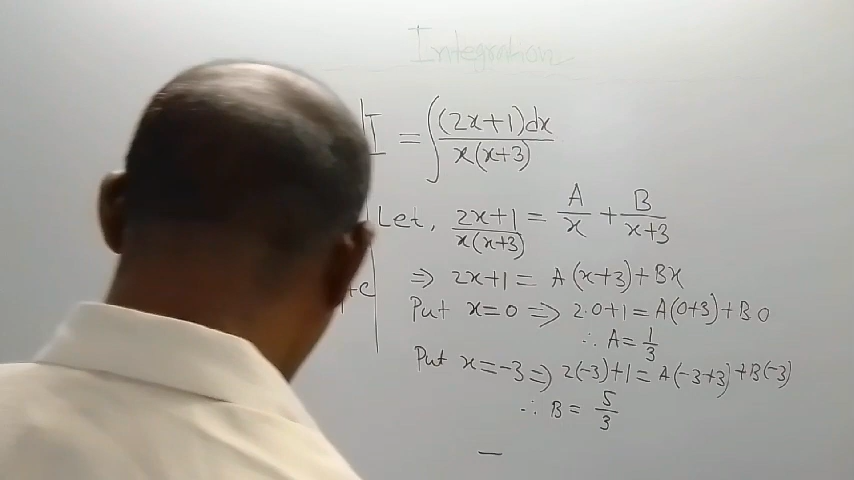 Integration
I = ∫ (2x+1)dx / x(x+3)
Let, 2x+1 / x(x+3) = A/x + B/x+3
⇒ 2x+1 = A(x+3)+Bx
+c
Put x=0 ⇒ 2·0+1 = A(0+3)+B 0
∴ A = 1/3
Put x=-3 ⇒ 2(-3)+1 = A(-3+3)+B(-3)
∴ B = 5/3